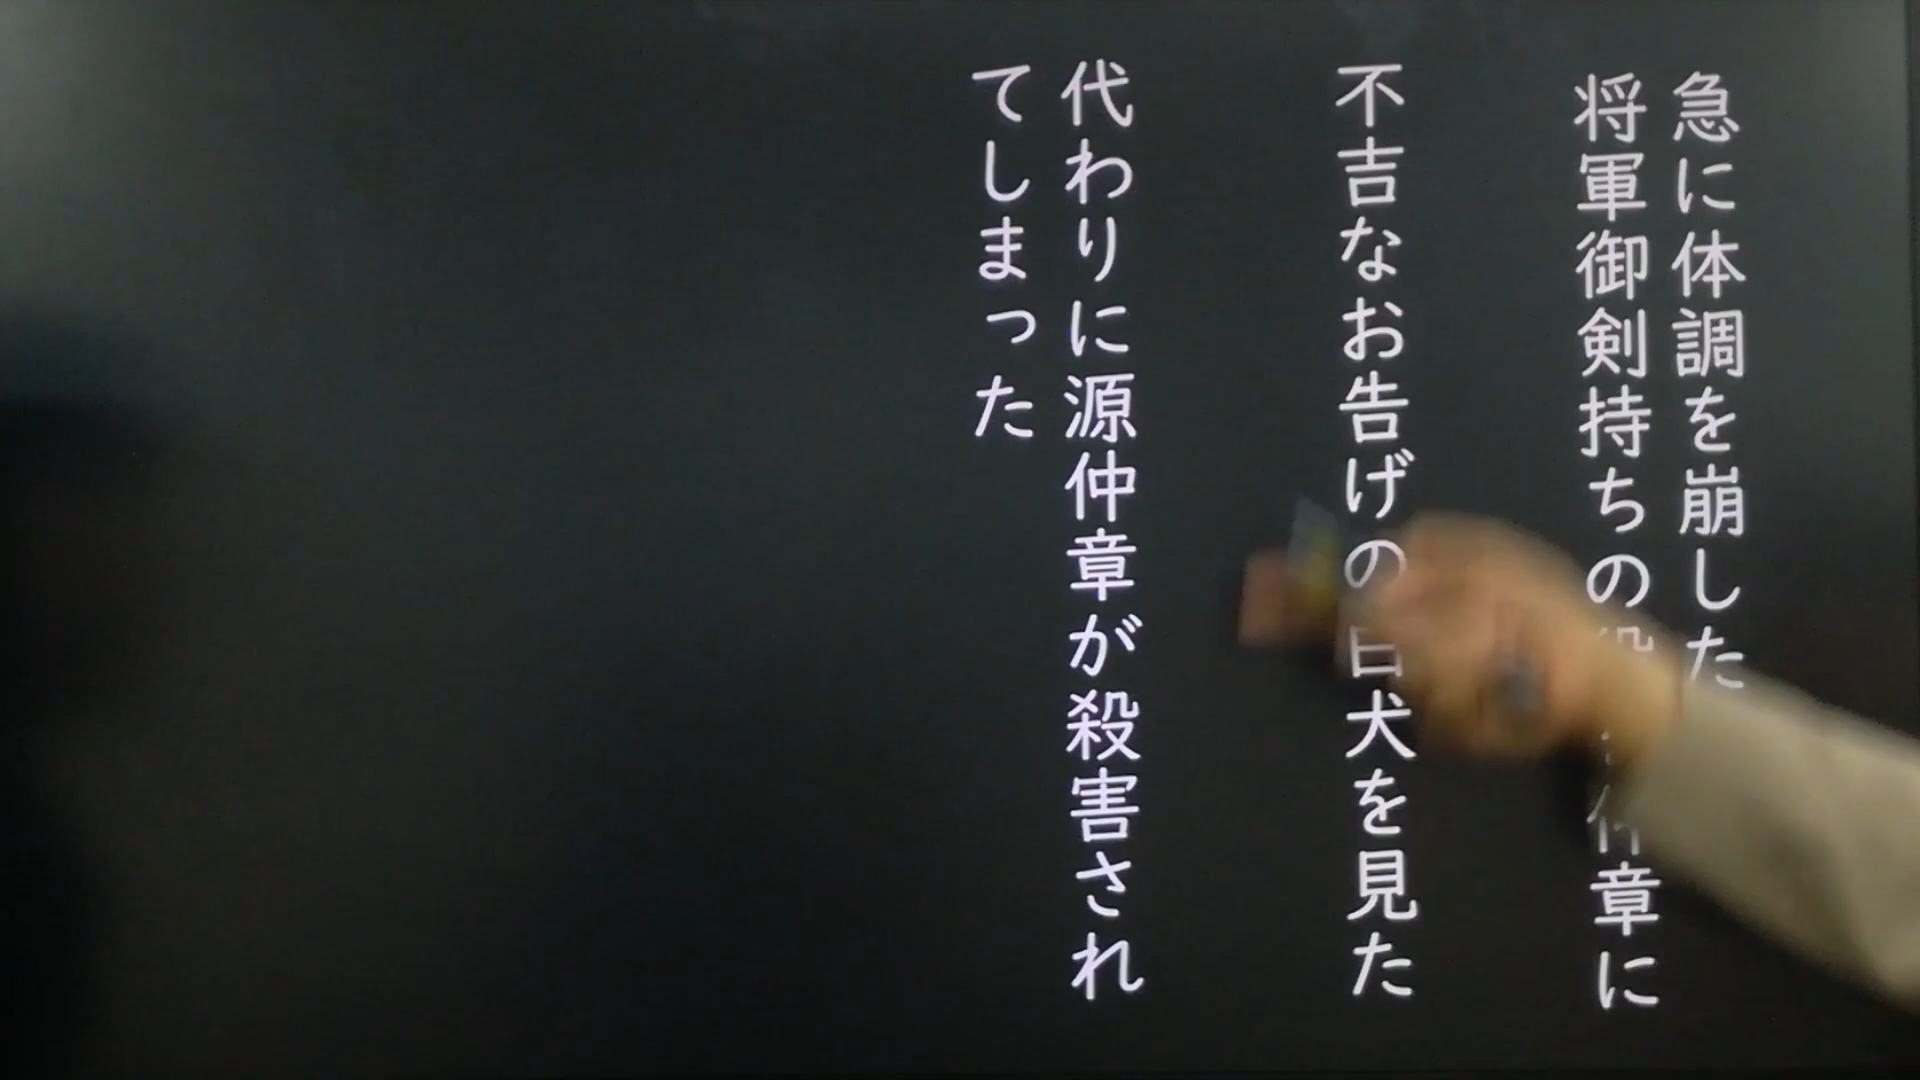 急に体調を崩した
将軍御剣持ちの 章に
不吉なお告げの白犬を見た
代わりに源仲章が殺害され
てしまった